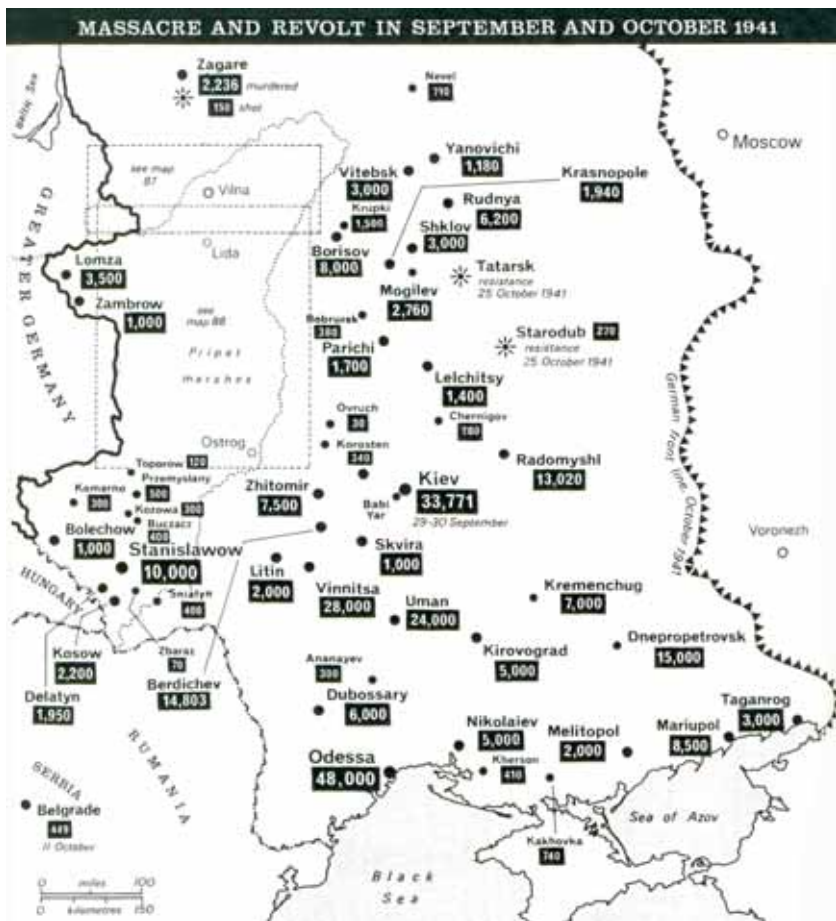 MASSACRE AND REVOLT IN SEPTEMBER AND OCTOBER 1941
Zagare
2,236 murdered
150 shot
Nevel
Moscow
see map
87
Vilna
Lida
Yanovichi
1,180
Vitebsk
3,000
Krasnopole
1,940
Krupki
1,500
Rudnya
6,200
Shklov
3,000
Borisov
8,000
GREATER GERMANY
Lomza
3,500
Zambrow
1,000
Tatarsk
resistance
25 October 1941
Mogilev
2,760
see
map 88
Pripet
marshes
Bobruisk
380
Parichi
1,700
Starodub 270
resistance
25 October 1941
Lelchitsy
1,400
Chernigov
Ovruch
30
Korosten
Ostrog
German front line, October 1941
Radomyshl
13,020
Toporow 120
Przemyslany
500
Komarno
300
Kozowa 300
Buczacz
400
Zhitomir
7,500
Kiev
33,771
29-30 September
Babi
Yar
Voronezh
Bolechow
1,000
Stanislawow
10,000
Skvira
1,000
HUNGARY
Litin
2,000
Vinnitsa
28,000
Sniatyn
400
Uman
24,000
Kremenchug
7,000
Kosow
2,200
Zbaraz
70
Kirovograd
5,000
Dnepropetrovsk
15,000
Delatyn
1,950
Berdichev
14,803
Ananayev
300
Dubossary
6,000
RUMANIA
Nikolaiev
5,000
Kherson
410
Melitopol
2,000
Mariupol
8,500
Taganrog
3,000
Odessa
48,000
SERBIA
Belgrade
449
11 October
Sea of Azov
Kakhovka
740
Black
Sea
0 miles 100
0 kilometres 150